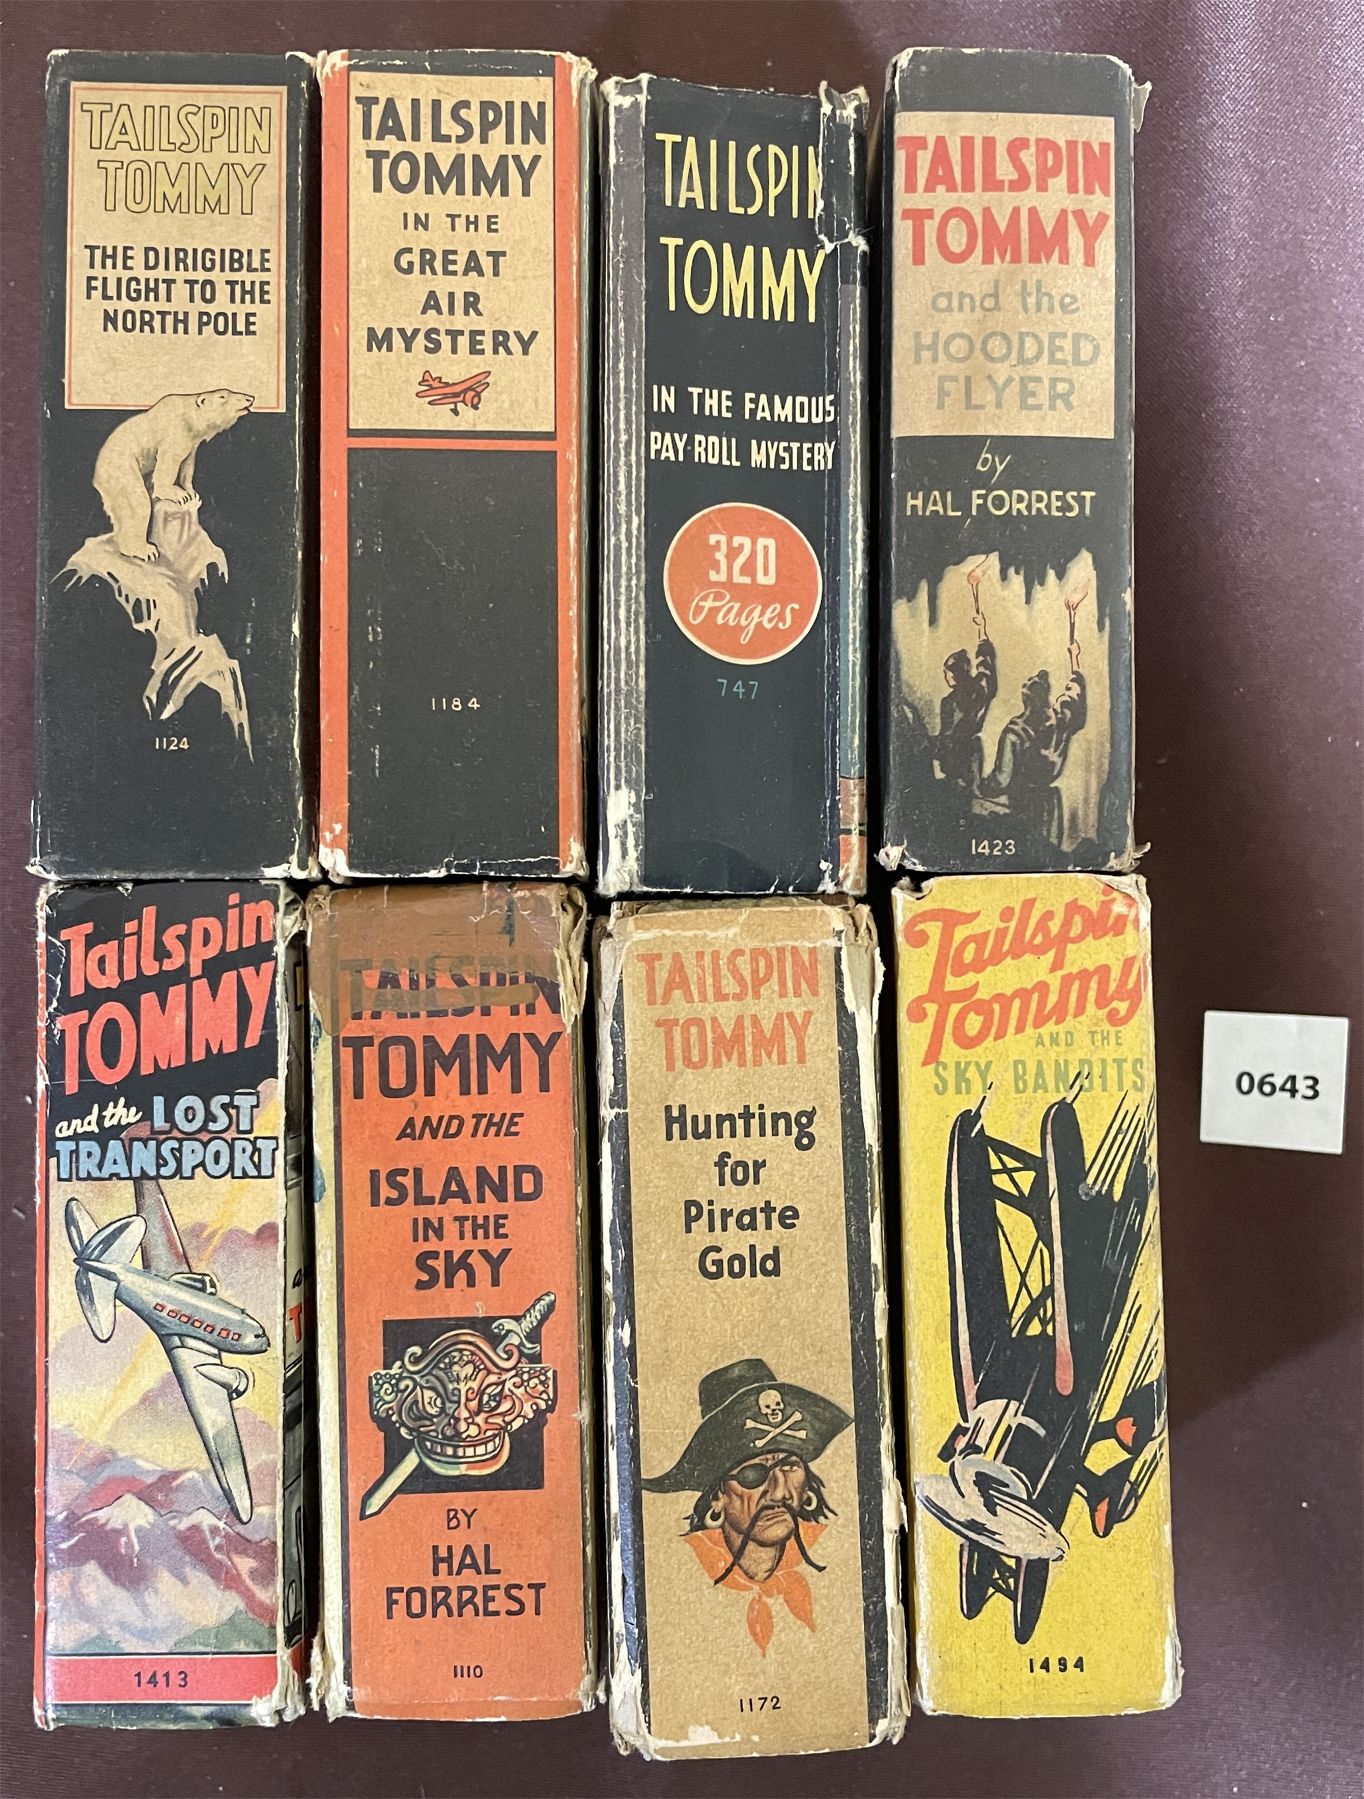 TAILSPIN
TOMMY
THE DIRIGIBLE
FLIGHT TO THE
NORTH POLE
1124
TAILSPIN
TOMMY
IN THE
GREAT
AIR
MYSTERY
1184
TAILSPIN
TOMMY
IN THE FAMOUS
PAY-ROLL MYSTERY
320
Pages
747
TAILSPIN
TOMMY
and the
HOODED
FLYER
by
HAL FORREST
1423
Tailspin
TOMMY
and the LOST
TRANSPORT
1413
TAILSPIN
TOMMY
AND THE
ISLAND
IN THE
SKY
BY
HAL
FORREST
1110
TAILSPIN
TOMMY
Hunting
for
Pirate
Gold
1172
Tailspin
Tommy
AND THE
SKY BANDITS
1494
0643